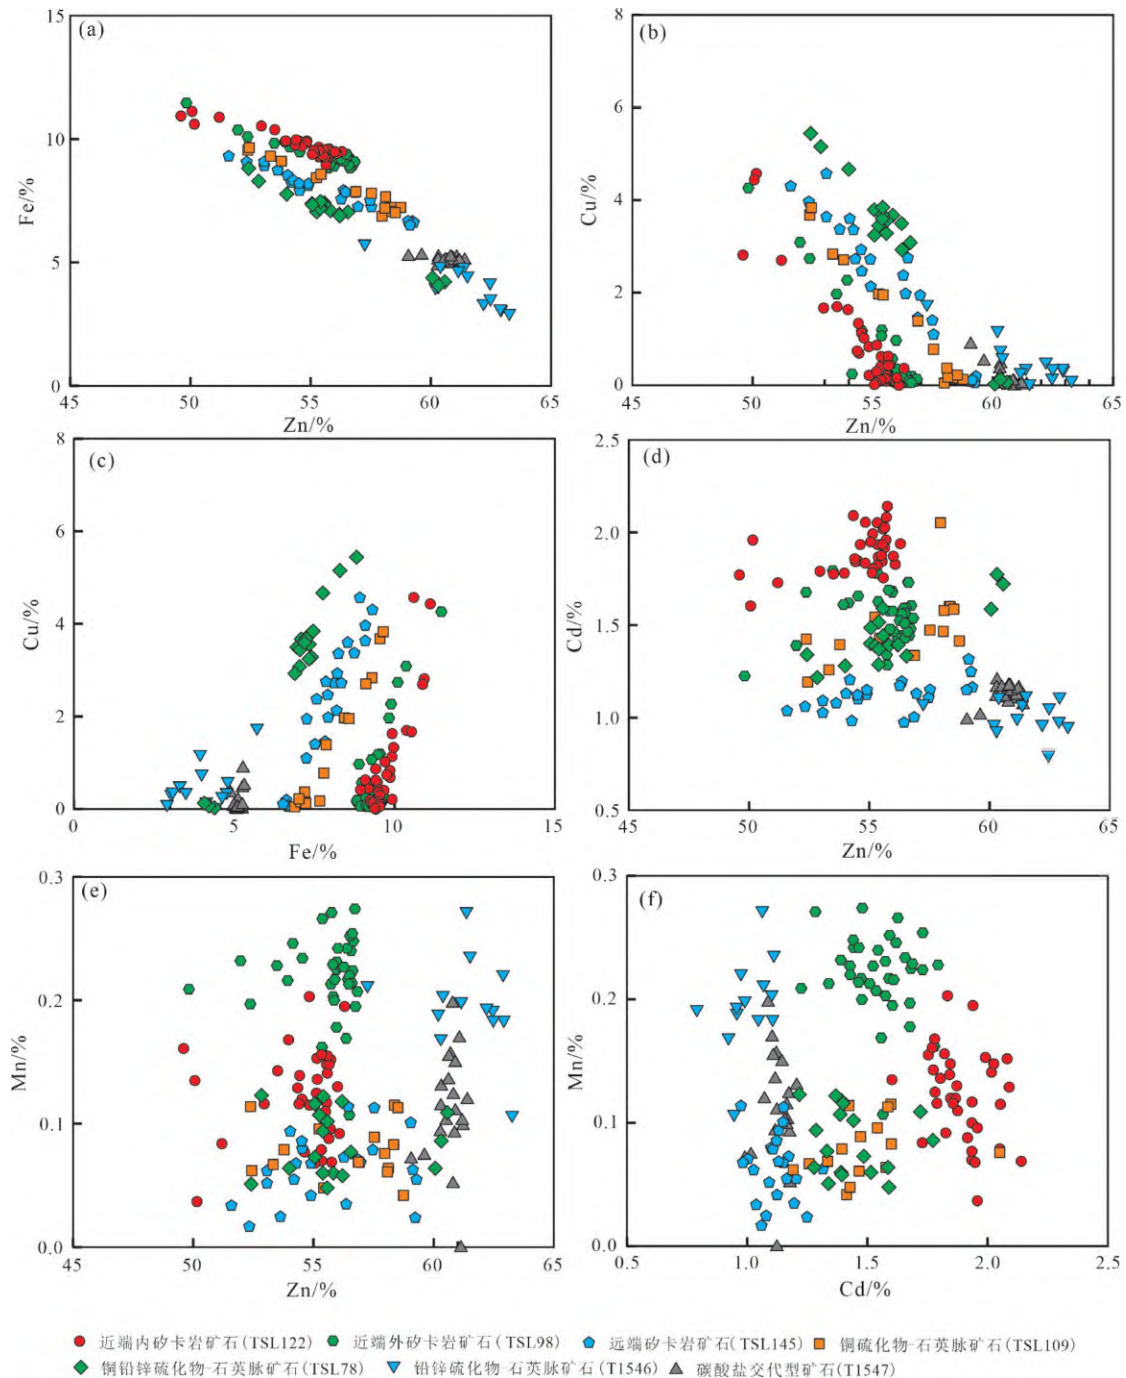 (a)
15
10
5
0
Fe/%
45 50 55 60 65
Zn/%
(b)
8
6
4
2
0
Cu/%
45 50 55 60 65
Zn/%
(c)
8
6
4
2
0
Cu/%
0 5 10 15
Fe/%
(d)
2.5
2.0
1.5
1.0
0.5
Cd/%
45 50 55 60 65
Zn/%
(e)
0.3
0.2
0.1
0.0
Mn/%
45 50 55 60 65
Zn/%
(f)
0.3
0.2
0.1
0.0
Mn/%
0.5 1.0 1.5 2.0 2.5
Cd/%
近端内矽卡岩矿石(TSL122) 近端外矽卡岩矿石(TSL98) 远端矽卡岩矿石(TSL145) 铜硫化物-石英脉矿石(TSL109)
铜铅锌硫化物-石英脉矿石(TSL78) 铅锌硫化物-石英脉矿石(T1546) 碳酸盐交代型矿石(T1547)